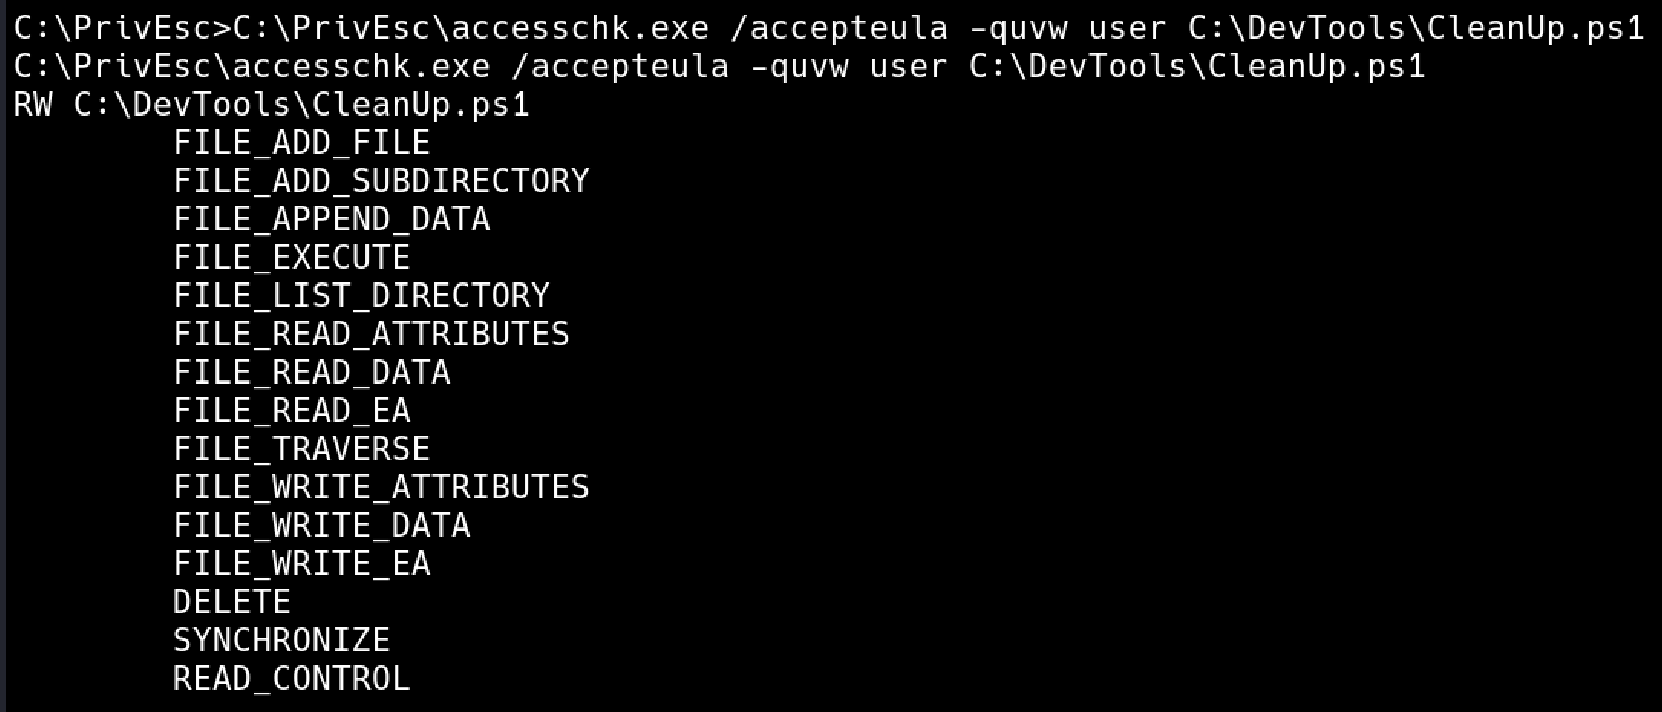 C:\PrivEsc>C:\PrivEsc\accesschk.exe /accepteula -quvw user C:\DevTools\CleanUp.ps1
C:\PrivEsc\accesschk.exe /accepteula -quvw user C:\DevTools\CleanUp.ps1
RW C:\DevTools\CleanUp.ps1
        FILE_ADD_FILE
        FILE_ADD_SUBDIRECTORY
        FILE_APPEND_DATA
        FILE_EXECUTE
        FILE_LIST_DIRECTORY
        FILE_READ_ATTRIBUTES
        FILE_READ_DATA
        FILE_READ_EA
        FILE_TRAVERSE
        FILE_WRITE_ATTRIBUTES
        FILE_WRITE_DATA
        FILE_WRITE_EA
        DELETE
        SYNCHRONIZE
        READ_CONTROL